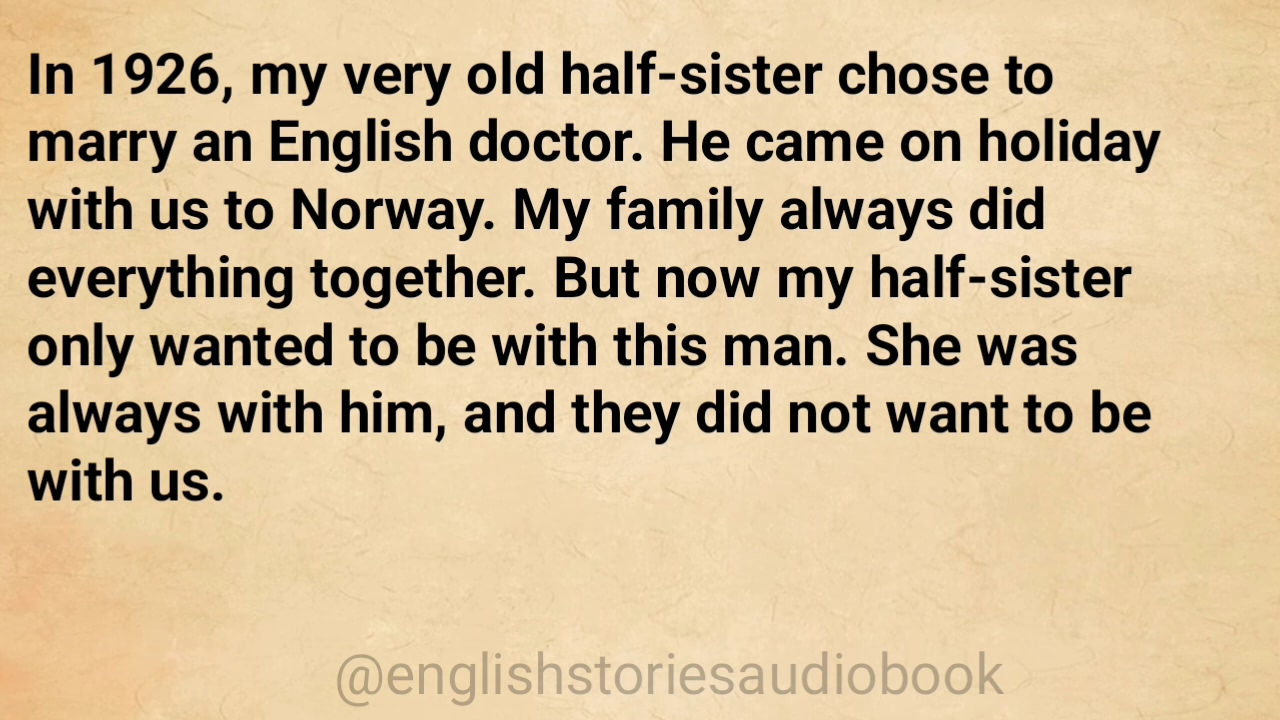 In 1926, my very old half-sister chose to
marry an English doctor. He came on holiday
with us to Norway. My family always did
everything together. But now my half-sister
only wanted to be with this man. She was
always with him, and they did not want to be
with us.
@englishstoriesaudiobook